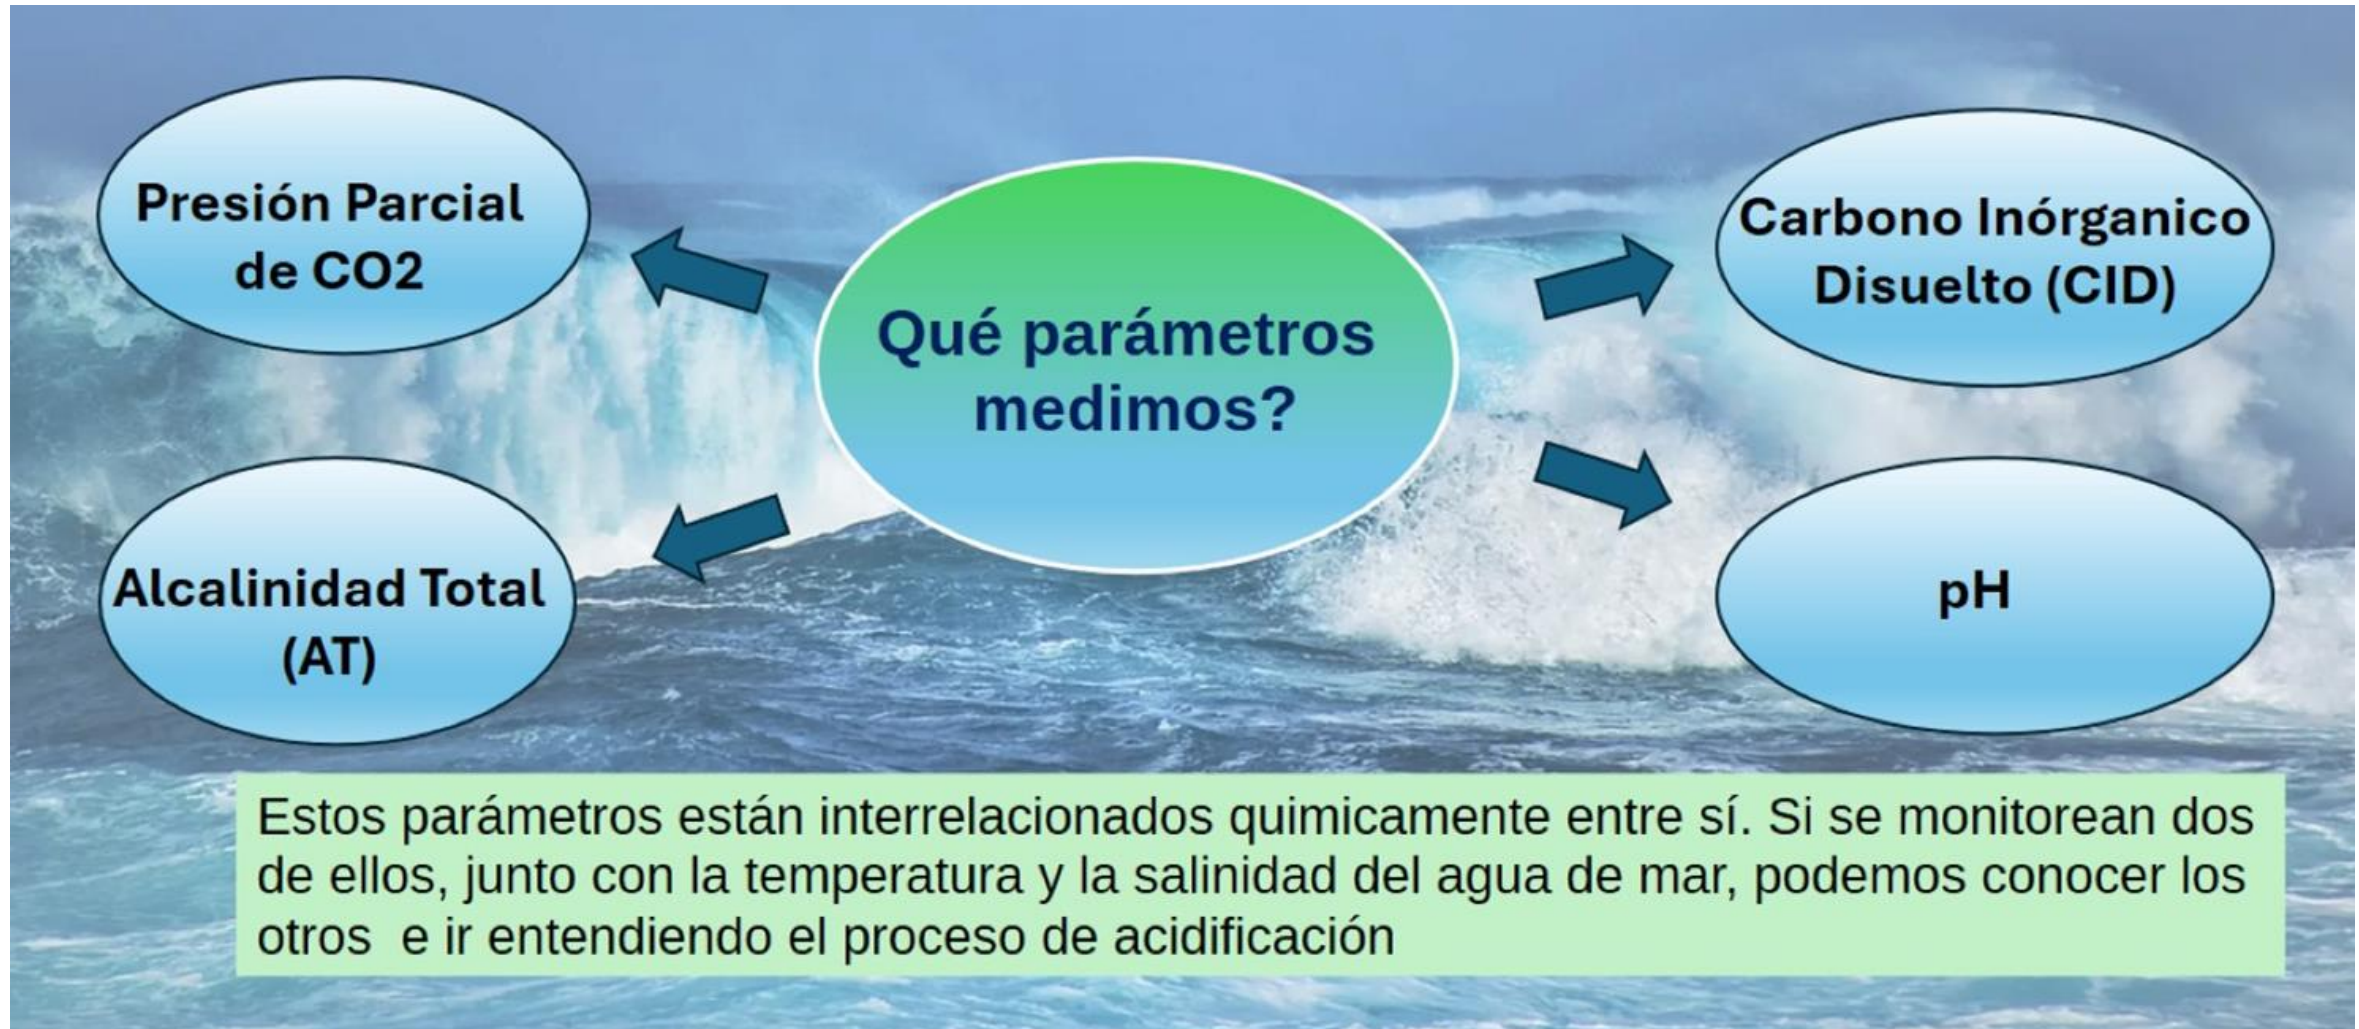 Presión Parcial
de CO2
Carbono Inórganico
Disuelto (CID)
Qué parámetros
medimos?
Alcalinidad Total
(AT)
pH
Estos parámetros están interrelacionados quimicamente entre sí. Si se monitorean dos
de ellos, junto con la temperatura y la salinidad del agua de mar, podemos conocer los
otros  e ir entendiendo el proceso de acidificación